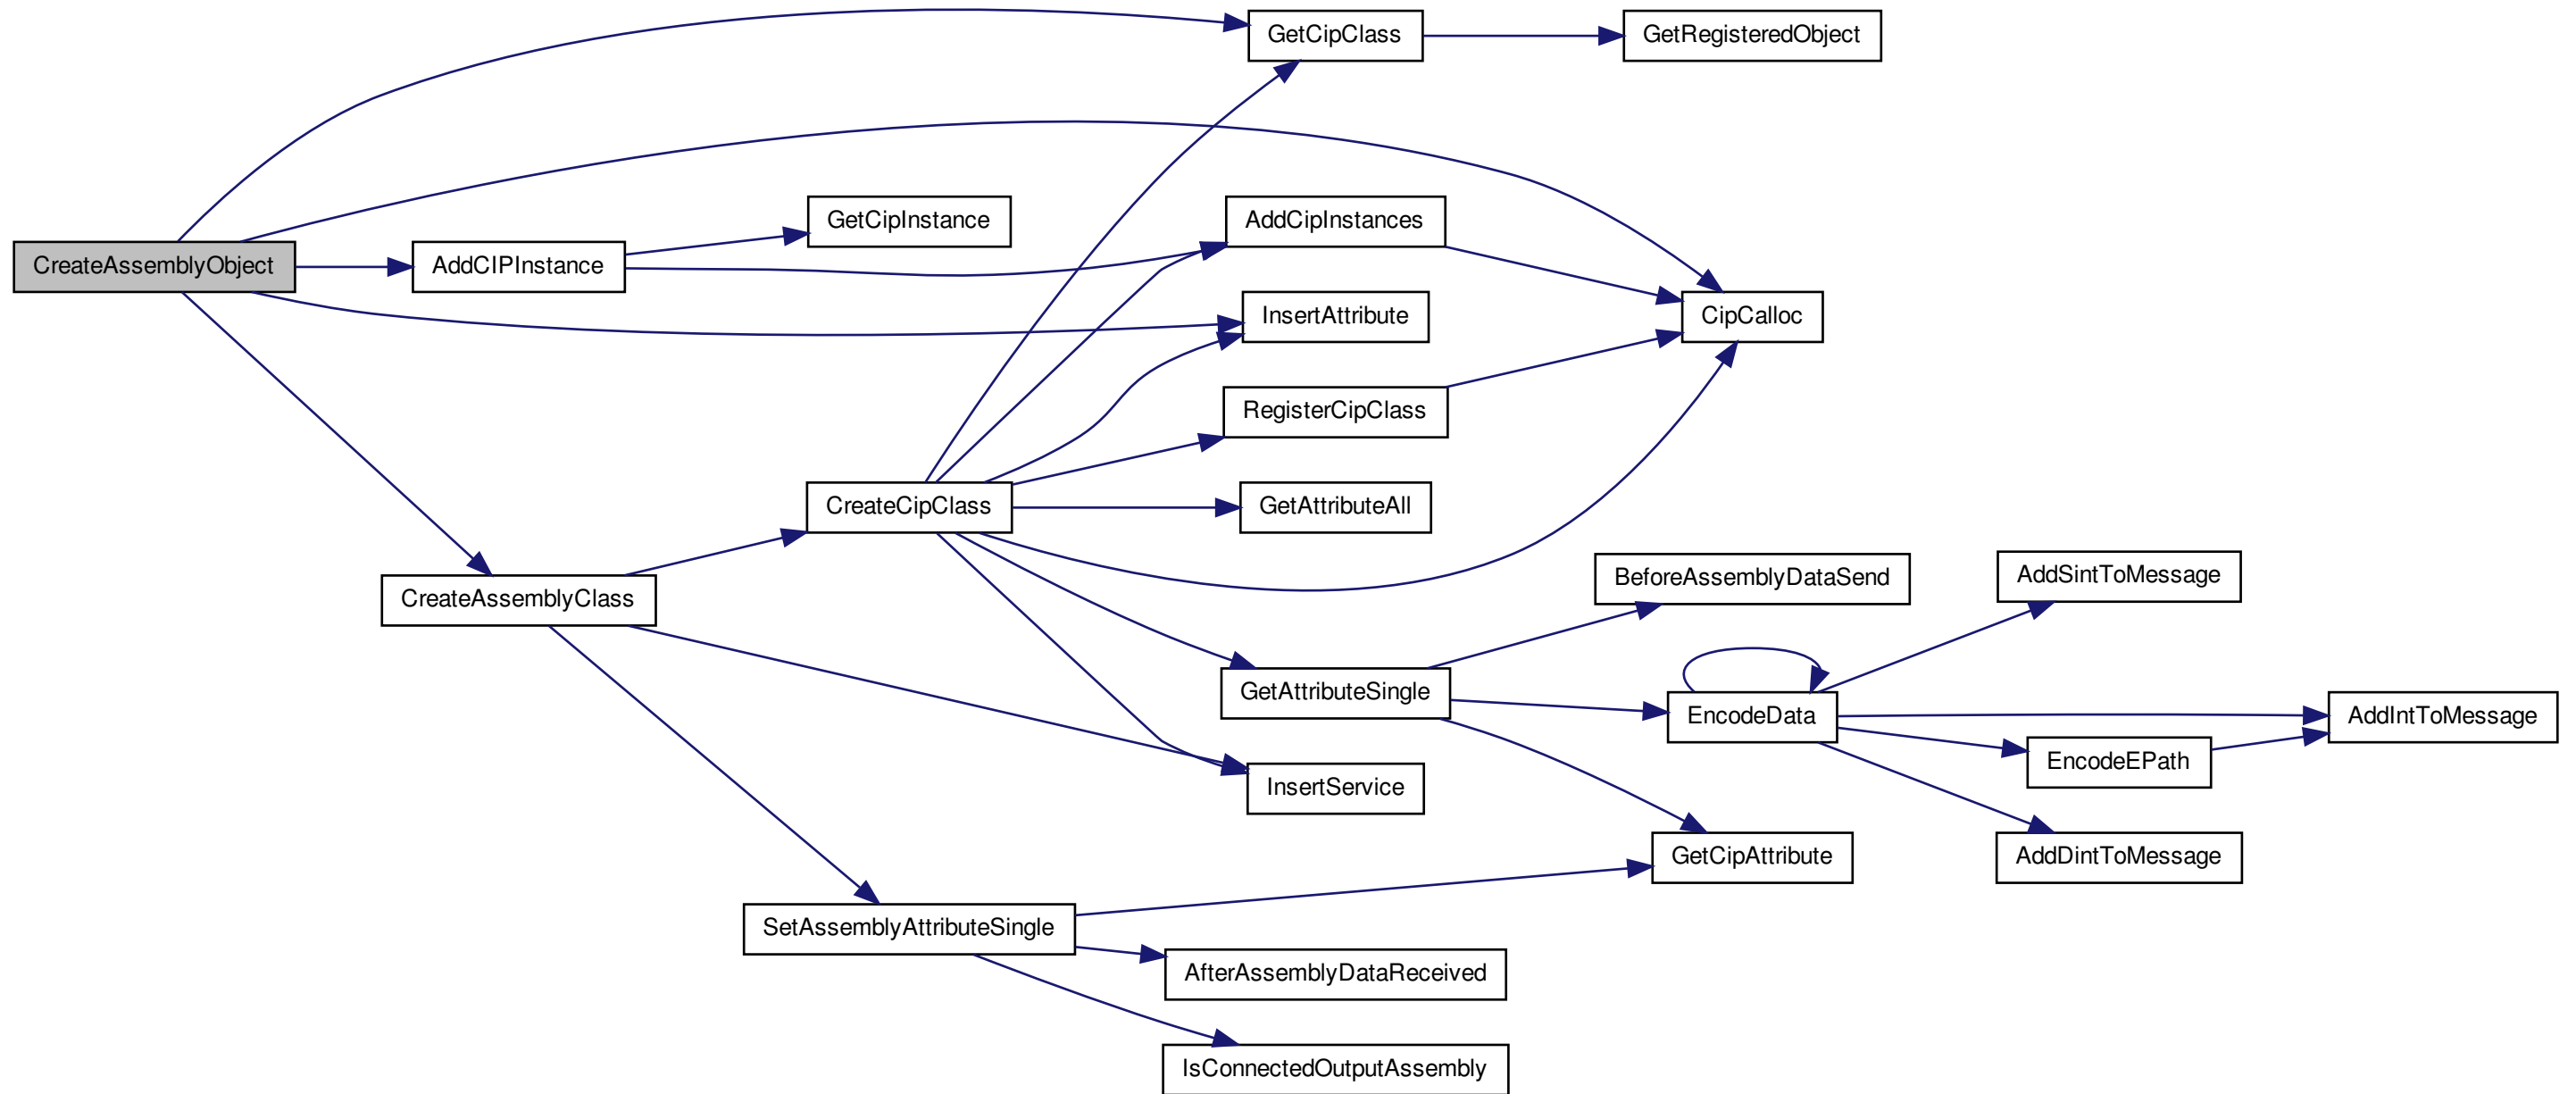 GetCipClass
GetRegisteredObject
GetCipInstance
AddCipInstances
CreateAssemblyObject
AddCIPInstance
InsertAttribute
CipCalloc
RegisterCipClass
CreateCipClass
GetAttributeAll
BeforeAssemblyDataSend
AddSintToMessage
CreateAssemblyClass
GetAttributeSingle
EncodeData
AddIntToMessage
EncodeEPath
InsertService
GetCipAttribute
AddDintToMessage
SetAssemblyAttributeSingle
AfterAssemblyDataReceived
IsConnectedOutputAssembly